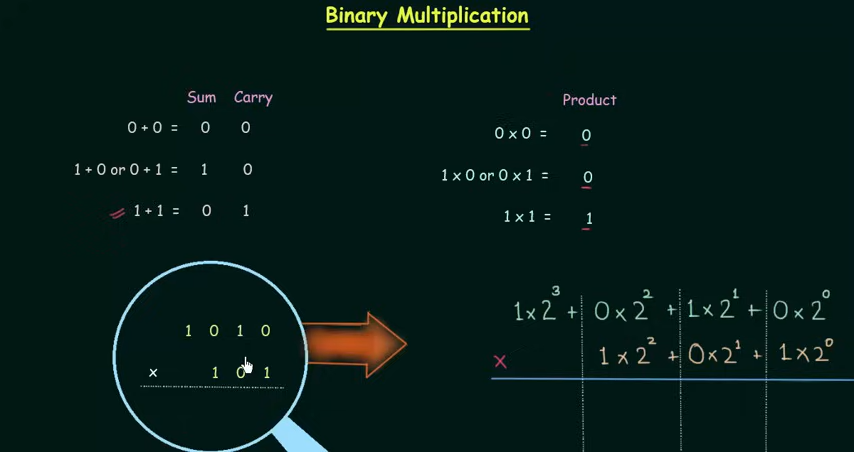 Binary Multiplication
Sum Carry
0 + 0 = 0 0
1 + 0 or 0 + 1 = 1 0
1 + 1 = 0 1
Product
0 x 0 = 0
1 x 0 or 0 x 1 = 0
1 x 1 = 1
1 0 1 0
× 1 0 1
1 x 2³ + 0 x 2² + 1 x 2¹ + 0 x 2⁰
× 1 x 2² + 0 x 2¹ + 1 x 2⁰